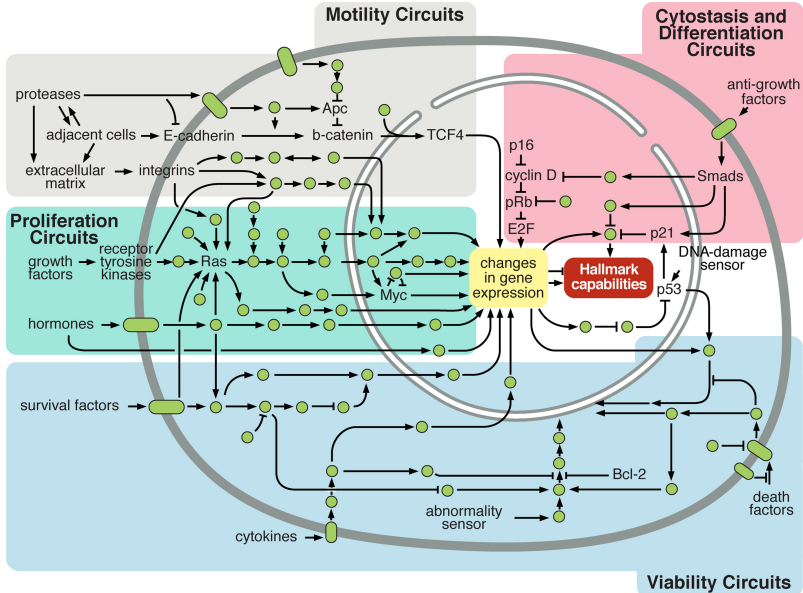 Motility Circuits
Cytostasis and
Differentiation
Circuits
proteases
Apc
anti-growth
factors
adjacent cells
E-cadherin
b-catenin
TCF4
p16
extracellular
matrix
integrins
cyclin D
Smads
pRb
Proliferation
Circuits
E2F
p21
growth
factors
receptor
tyrosine
kinases
Ras
changes
in gene
expression
Hallmark
capabilities
DNA-damage
sensor
Myc
p53
hormones
survival factors
Bcl-2
abnormality
sensor
death
factors
cytokines
Viability Circuits